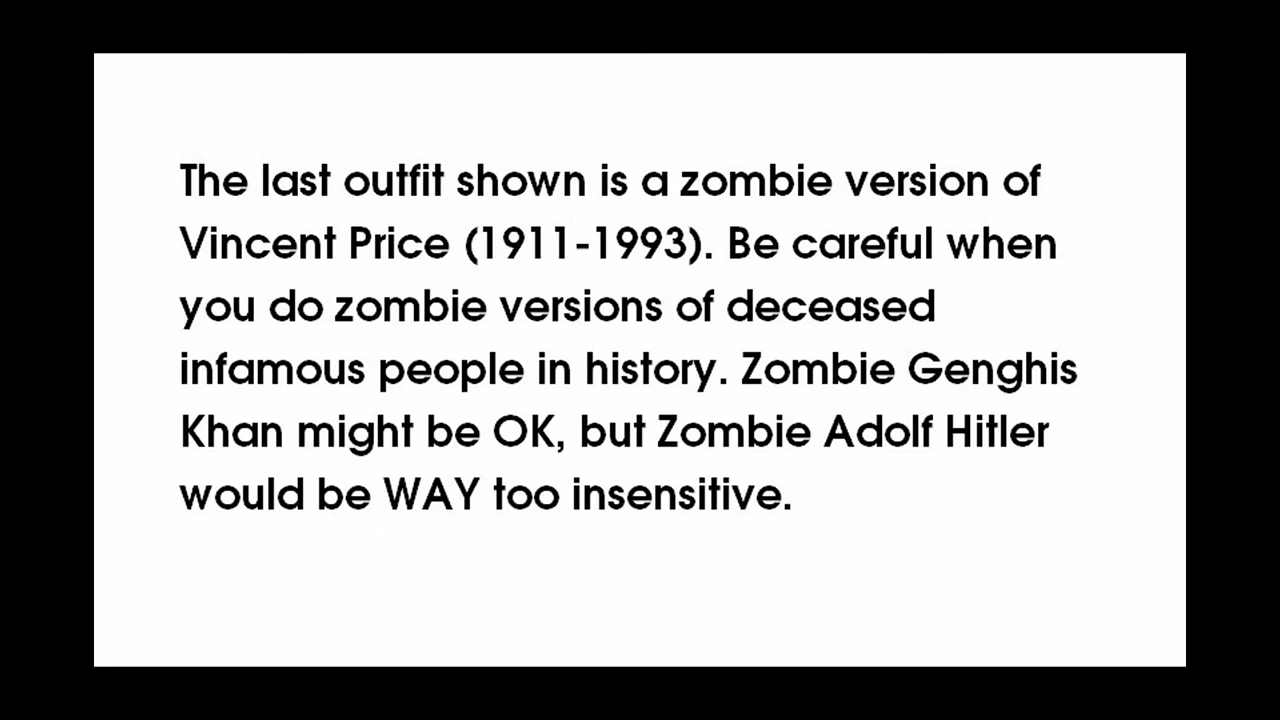 The last outfit shown is a zombie version of
Vincent Price (1911-1993). Be careful when
you do zombie versions of deceased
infamous people in history. Zombie Genghis
Khan might be OK, but Zombie Adolf Hitler
would be WAY too insensitive.